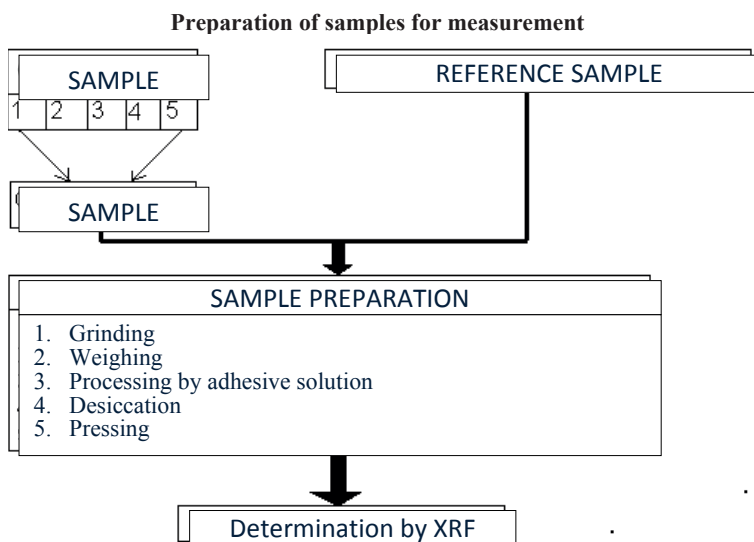 Preparation of samples for measurement
SAMPLE
REFERENCE SAMPLE
1 2 3 4 5
SAMPLE
SAMPLE PREPARATION
1. Grinding
2. Weighing
3. Processing by adhesive solution
4. Desiccation
5. Pressing
Determination by XRF